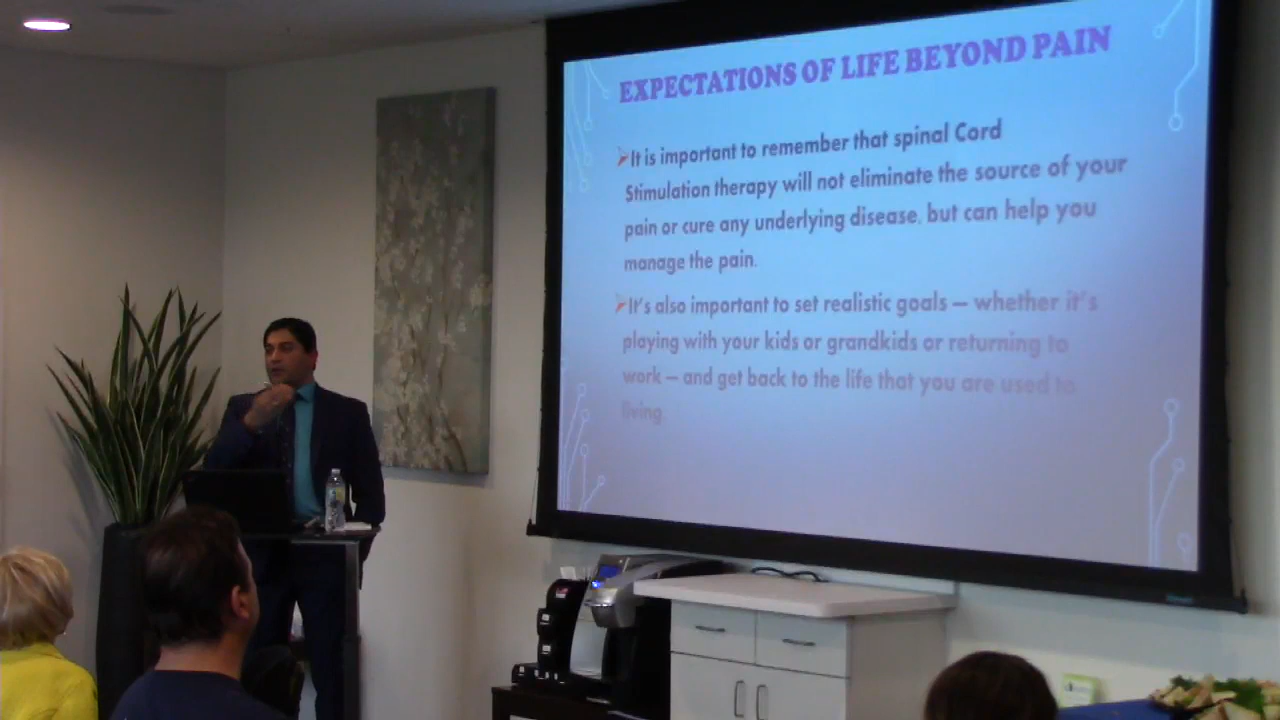 EXPECTATIONS OF LIFE BEYOND PAIN
➢It is important to remember that spinal Cord
Stimulation therapy will not eliminate the source of your
pain or cure any underlying disease, but can help you
manage the pain.
➢It's also important to set realistic goals – whether it's
playing with your kids or grandkids or returning to
work – and get back to the life that you are used to
living.